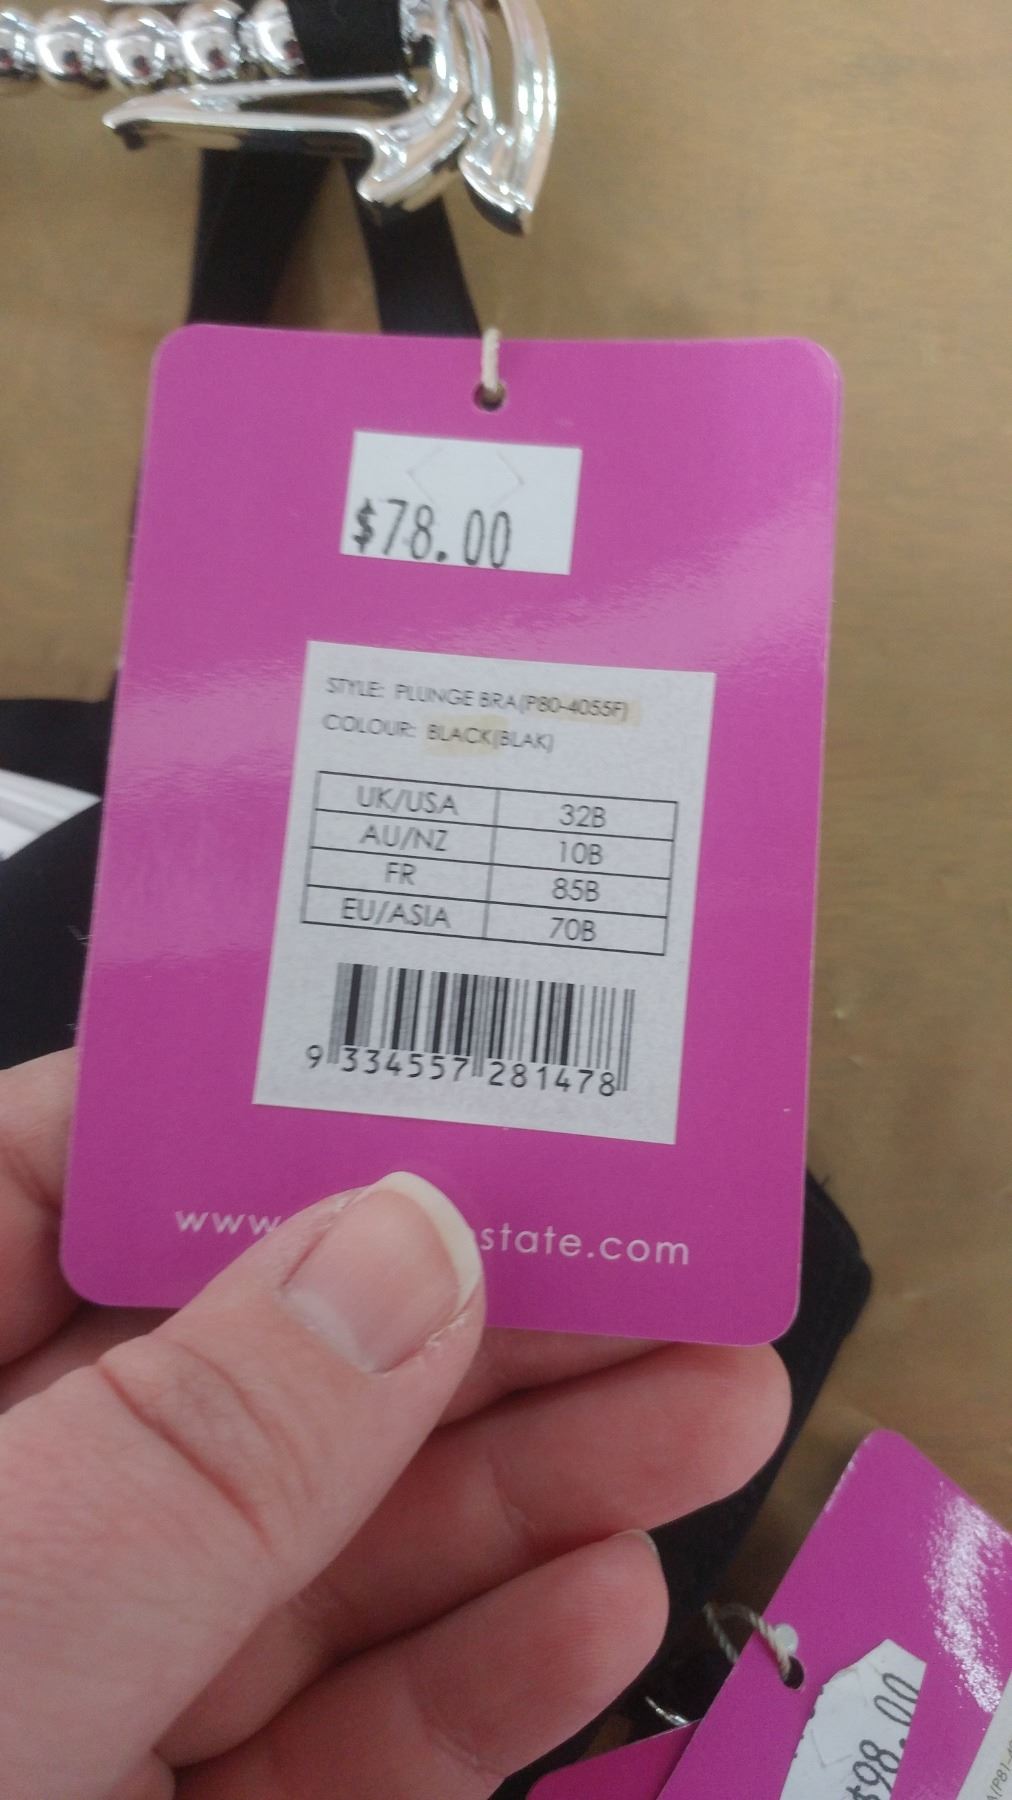 $78.00
STYLE: PLUNGE BRA(P80-4055F)
COLOUR: BLACK(BLAK)
UK/USA 32B
AU/NZ 10B
FR 85B
EU/ASIA 70B
9 334557 281478
www state.com
$98.00